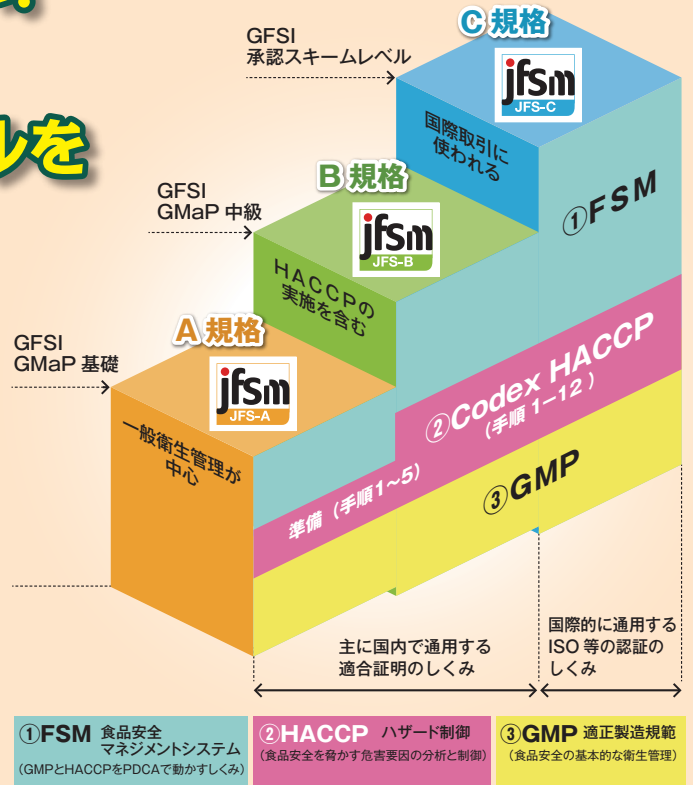 ルを
GFSI
承認スキームレベル
C 規格
jfsm
JFS-C
国際取引に
使われる
①FSM
GFSI
GMaP 中級
B 規格
jfsm
JFS-B
HACCPの
実施を含む
GFSI
GMaP 基礎
A 規格
jfsm
JFS-A
一般衛生管理が
中心
②Codex HACCP
(手順 1−12 )
準備（手順1~5）
③GMP
主に国内で通用する
適合証明のしくみ
国際的に通用する
ISO 等の認証の
しくみ
①FSM 食品安全
マネジメントシステム
(GMPとHACCPをPDCAで動かすしくみ)
②HACCP ハザード制御
(食品安全を脅かす危害要因の分析と制御)
③GMP 適正製造規範
(食品安全の基本的な衛生管理)